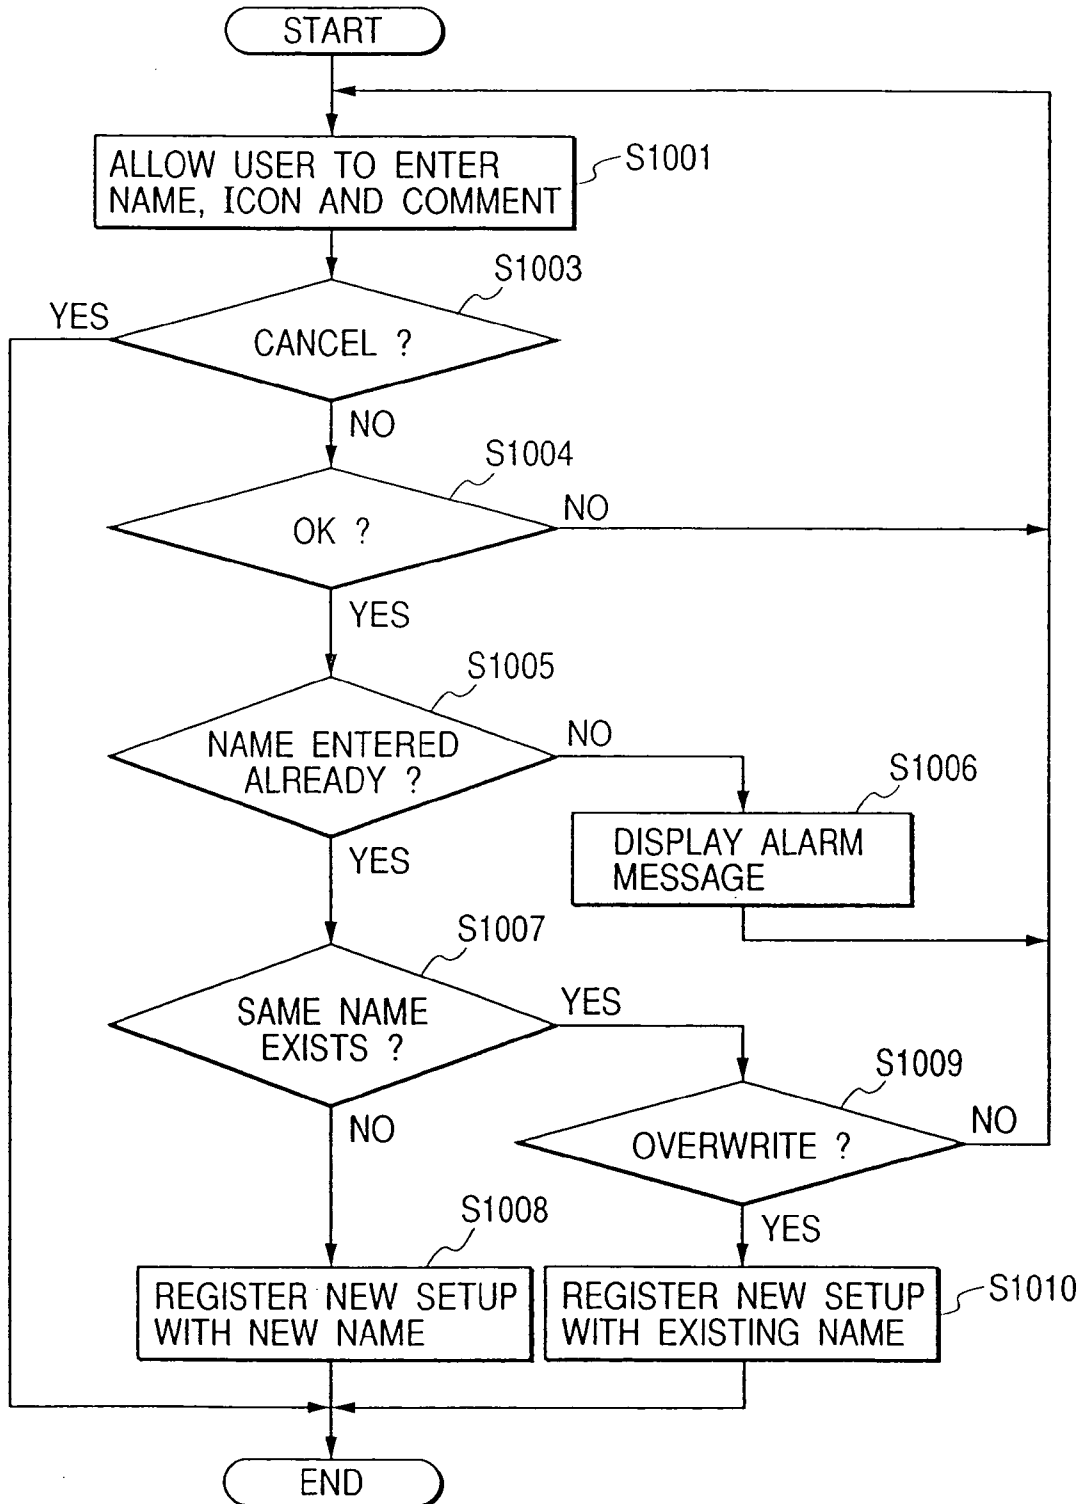 START
ALLOW USER TO ENTER
NAME, ICON AND COMMENT
S1001
S1003
YES
CANCEL ?
NO
S1004
OK ?
NO
YES
S1005
NAME ENTERED
ALREADY ?
NO
S1006
DISPLAY ALARM
MESSAGE
YES
S1007
SAME NAME
EXISTS ?
YES
S1009
OVERWRITE ?
NO
NO
YES
S1008
REGISTER NEW SETUP
WITH NEW NAME
REGISTER NEW SETUP
WITH EXISTING NAME
S1010
END